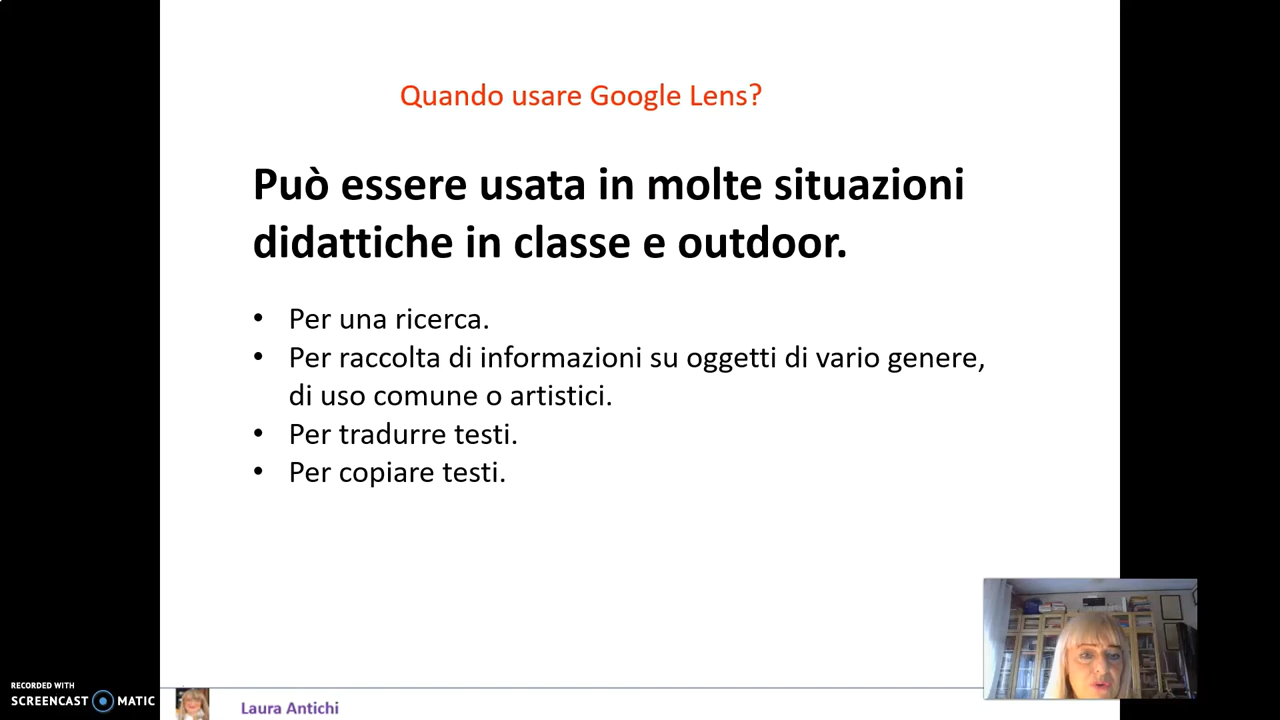 Quando usare Google Lens?
Può essere usata in molte situazioni
didattiche in classe e outdoor.
• Per una ricerca.
• Per raccolta di informazioni su oggetti di vario genere,
di uso comune o artistici.
• Per tradurre testi.
• Per copiare testi.
RECORDED WITH
SCREENCAST MATIC
Laura Antichi